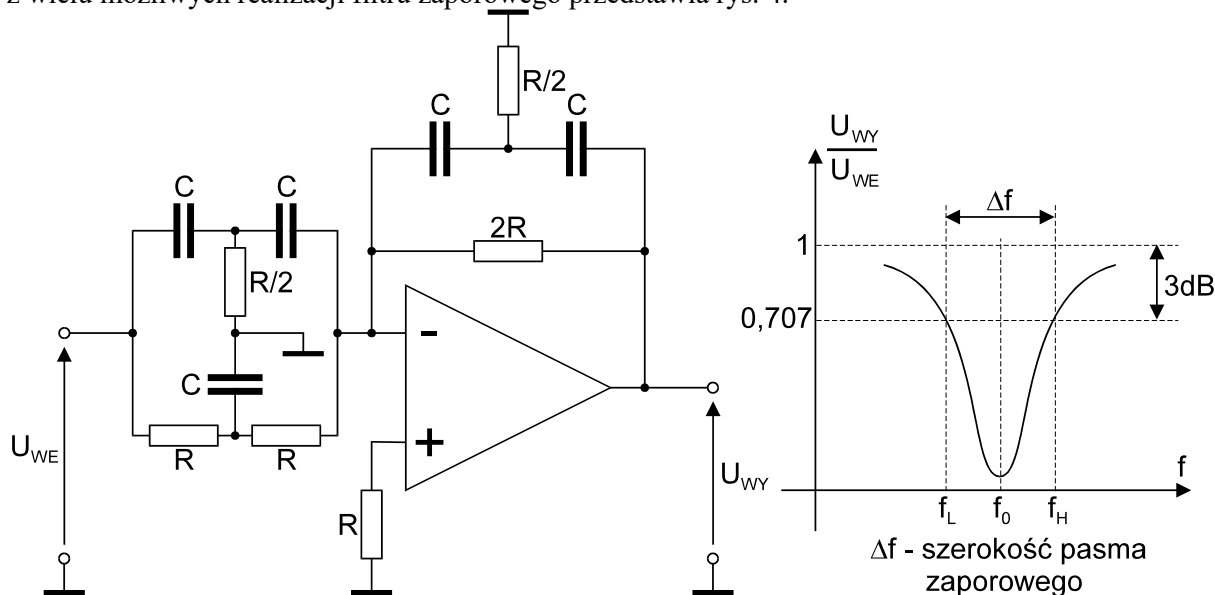 z wielu możliwych realizacji filtru zaporowego przedstawia rys. 4.
R/2
C
C
C
C
2R
R/2
C
R
R
R
U_WE
U_WY
-
+
U_WY
U_WE
Δf
1
3dB
0,707
f
f_L
f_0
f_H
Δf - szerokość pasma
zaporowego